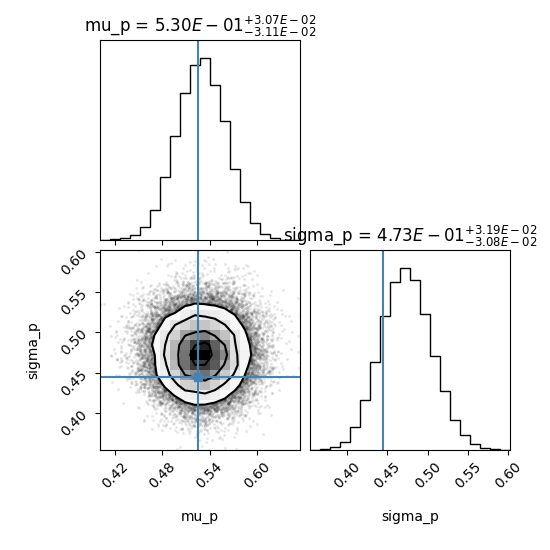 mu_p = 5.30E − 01+3.07E−02
−3.11E−02
sigma_p = 4.73E − 01+3.19E−02
−3.08E−02
0.60
0.55
0.50
0.45
0.40
sigma_p
0.42 0.48 0.54 0.60
0.40 0.45 0.50 0.55 0.60
mu_p
sigma_p